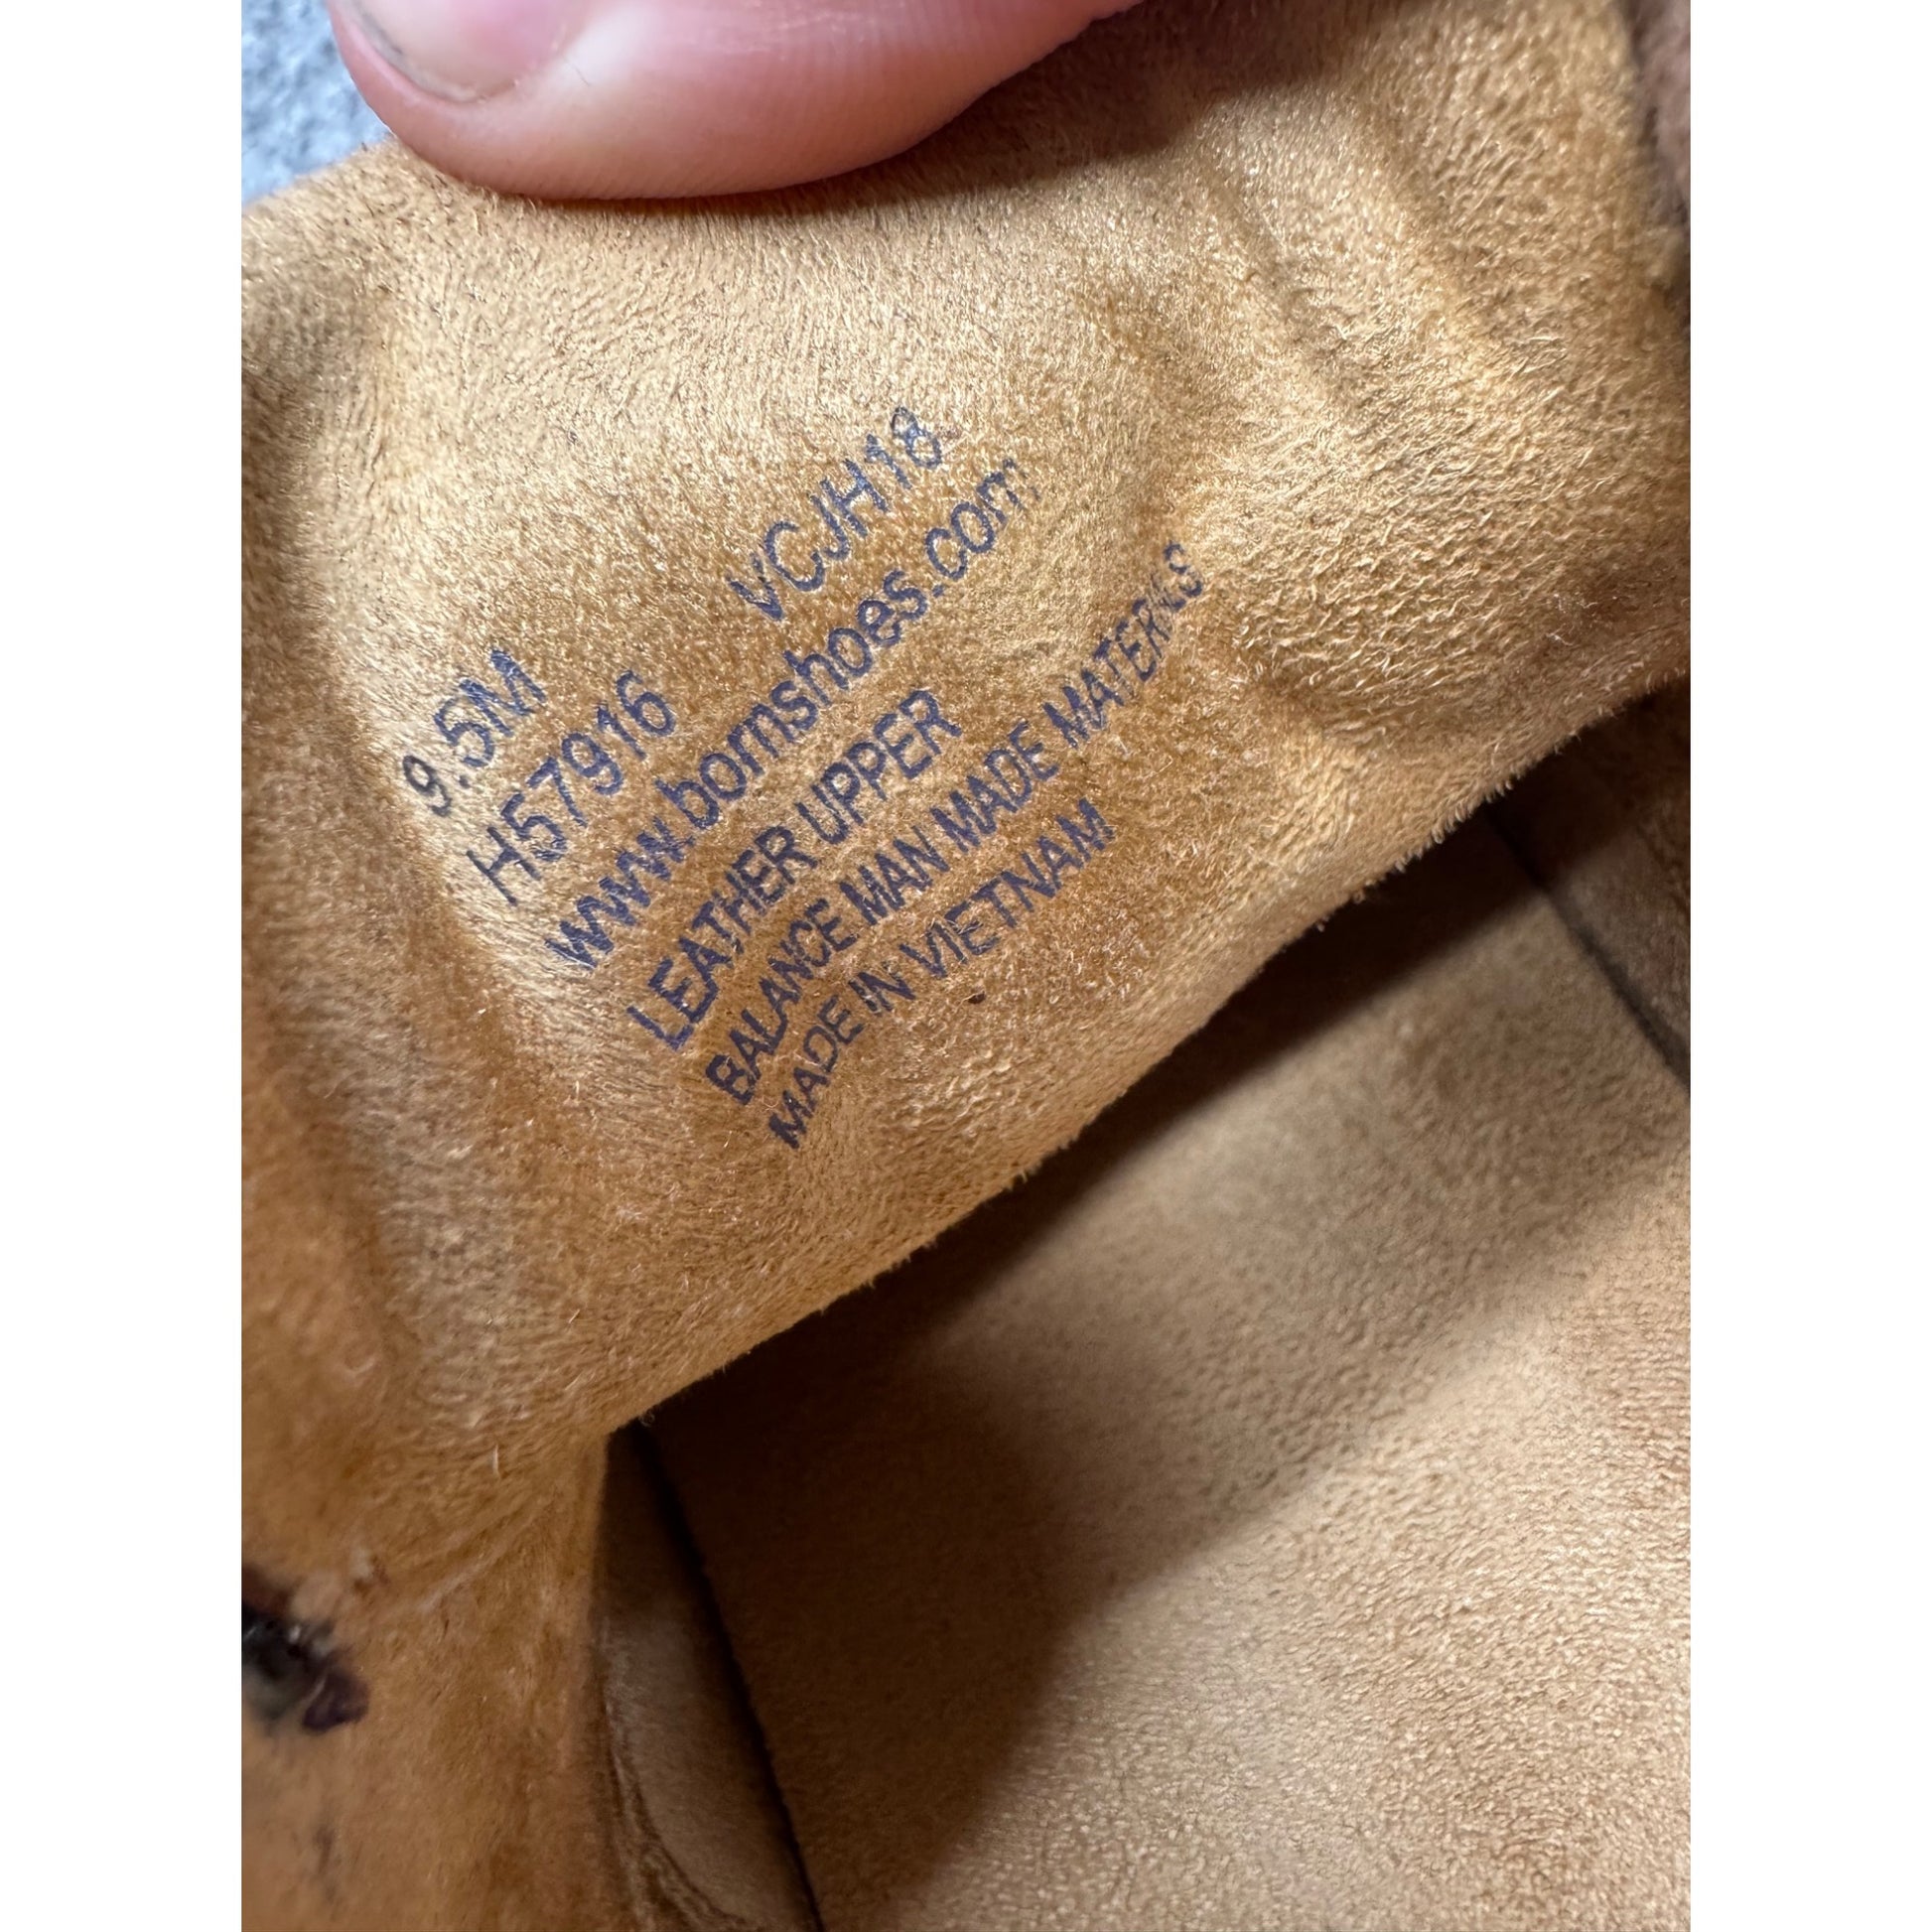 9.5M VCJH18
H57916
www.bornshoes.com
LEATHER UPPER
BALANCE MAN MADE MATERIALS
MADE IN VIETNAM